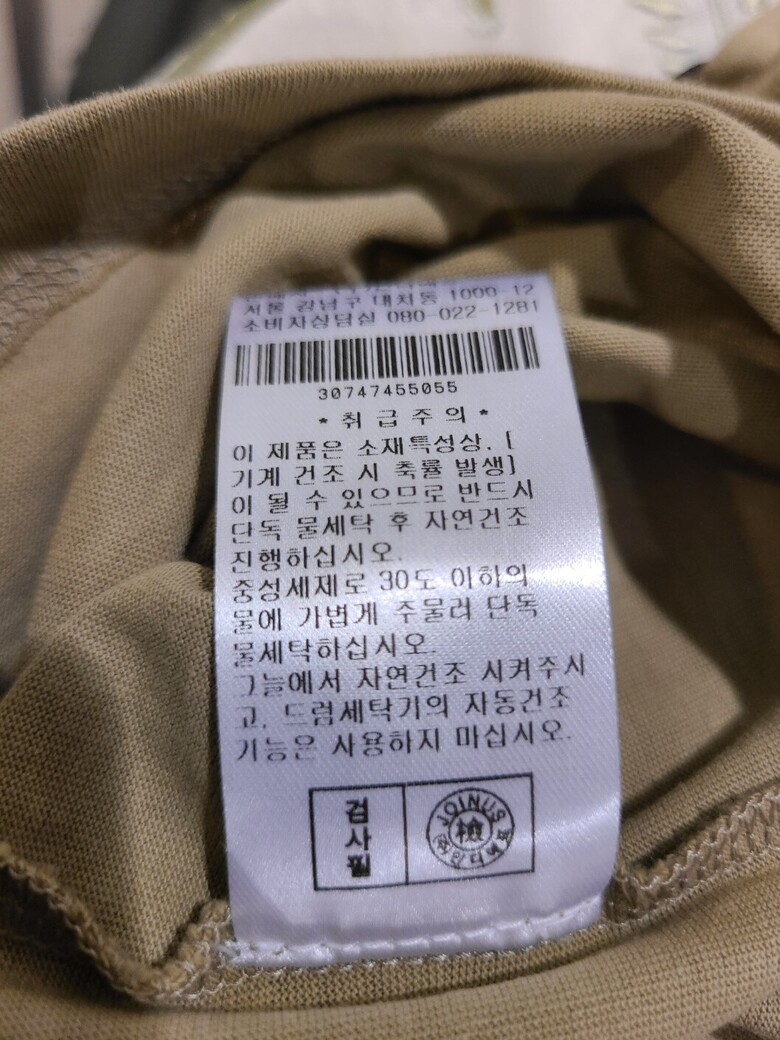 서울 강남구 대치동 1000-12
소비자상담실 080-022-1281
30747455055
*취급주의*
이 제품은 소재특성상. [
기계 건조 시 축률 발생]
이 될 수 있으므로 반드시
단독 물세탁 후 자연건조
진행하십시오.
중성세제로 30도 이하의
물에 가볍게 주물러 단독
물세탁하십시오.
그늘에서 자연건조 시켜주시
고, 드럼세탁기의 자동건조
기능은 사용하지 마십시오.
검
사
필
JOINUS
檢